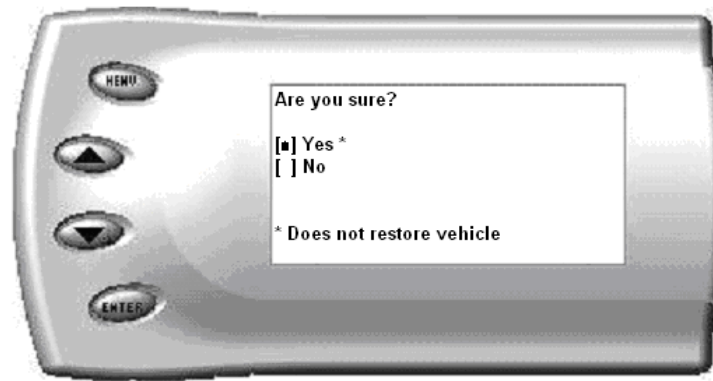 MENU
Are you sure?
[■] Yes *
[ ] No
* Does not restore vehicle
ENTER